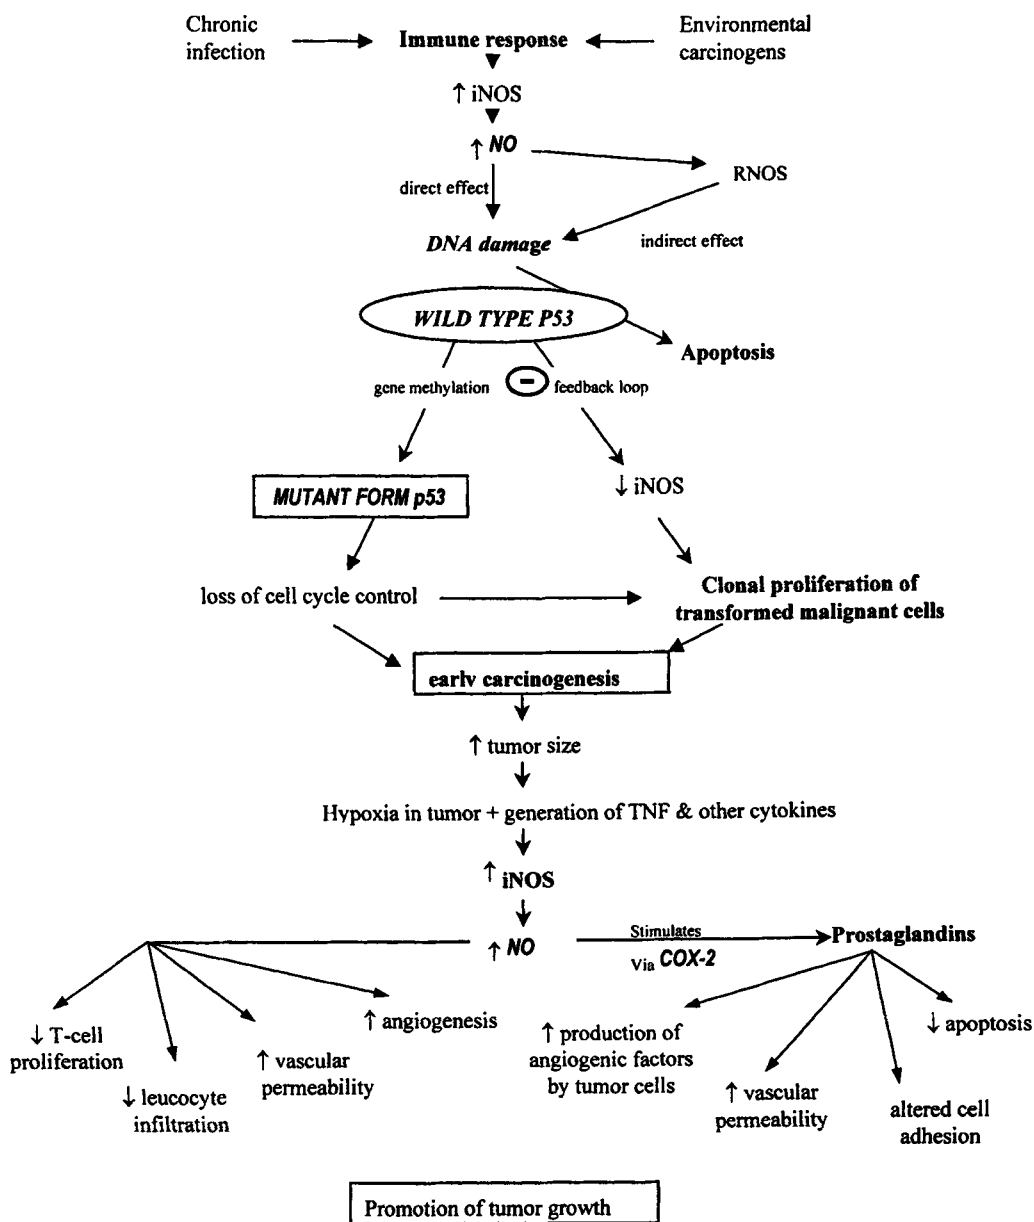 Chronic
infection
Immune response
Environmental
carcinogens
↑ iNOS
↑ NO
RNOS
direct effect
indirect effect
DNA damage
WILD TYPE P53
Apoptosis
gene methylation
−
feedback loop
MUTANT FORM p53
↓ iNOS
loss of cell cycle control
Clonal proliferation of
transformed malignant cells
early carcinogenesis
↑ tumor size
Hypoxia in tumor + generation of TNF & other cytokines
↑ iNOS
↑ NO
Stimulates
Via COX-2
Prostaglandins
↓ T-cell
proliferation
↓ leucocyte
infiltration
↑ vascular
permeability
↑ angiogenesis
↑ production of
angiogenic factors
by tumor cells
↑ vascular
permeability
altered cell
adhesion
↓ apoptosis
Promotion of tumor growth